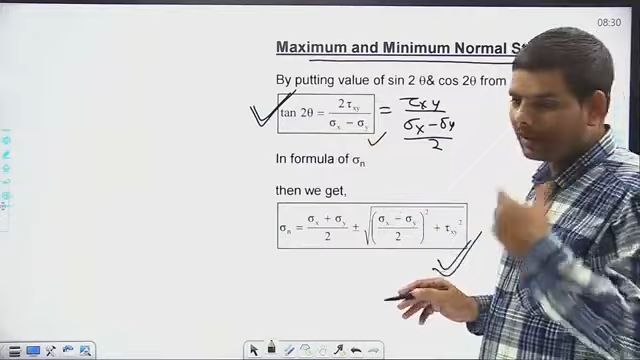 08:30
Maximum and Minimum Normal
By putting value of sin 2 θ& cos 2θ from
tan 2θ = 2τxy / (σx − σy) = τxy / ((σx − σy) / 2)
In formula of σn
then we get,
σn = (σx + σy) / 2 ± √(((σx − σy) / 2)² + τxy²)